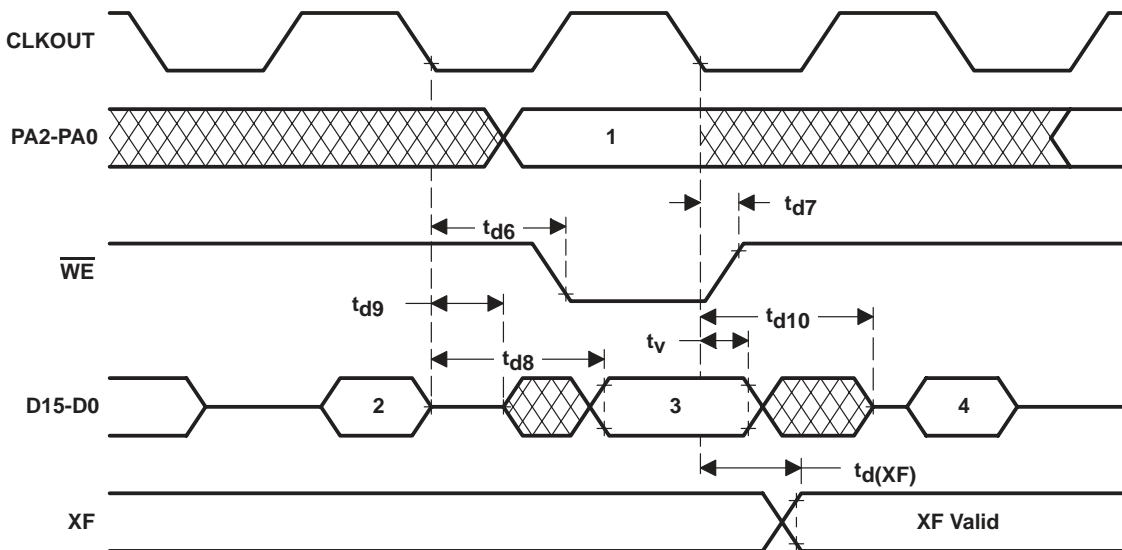 CLKOUT
PA2-PA0
1
td7
td6
WE
td9
td10
tv
td8
D15-D0
2
3
4
td(XF)
XF
XF Valid